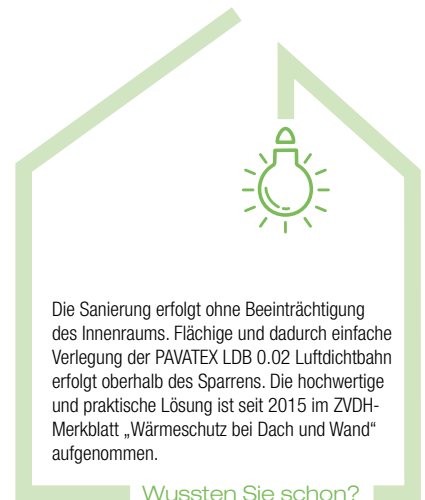 Die Sanierung erfolgt ohne Beeinträchtigung
des Innenraums. Flächige und dadurch einfache
Verlegung der PAVATEX LDB 0.02 Luftdichtbahn
erfolgt oberhalb des Sparrens. Die hochwertige
und praktische Lösung ist seit 2015 im ZVDH-
Merkblatt „Wärmeschutz bei Dach und Wand“
aufgenommen.
Wussten Sie schon?